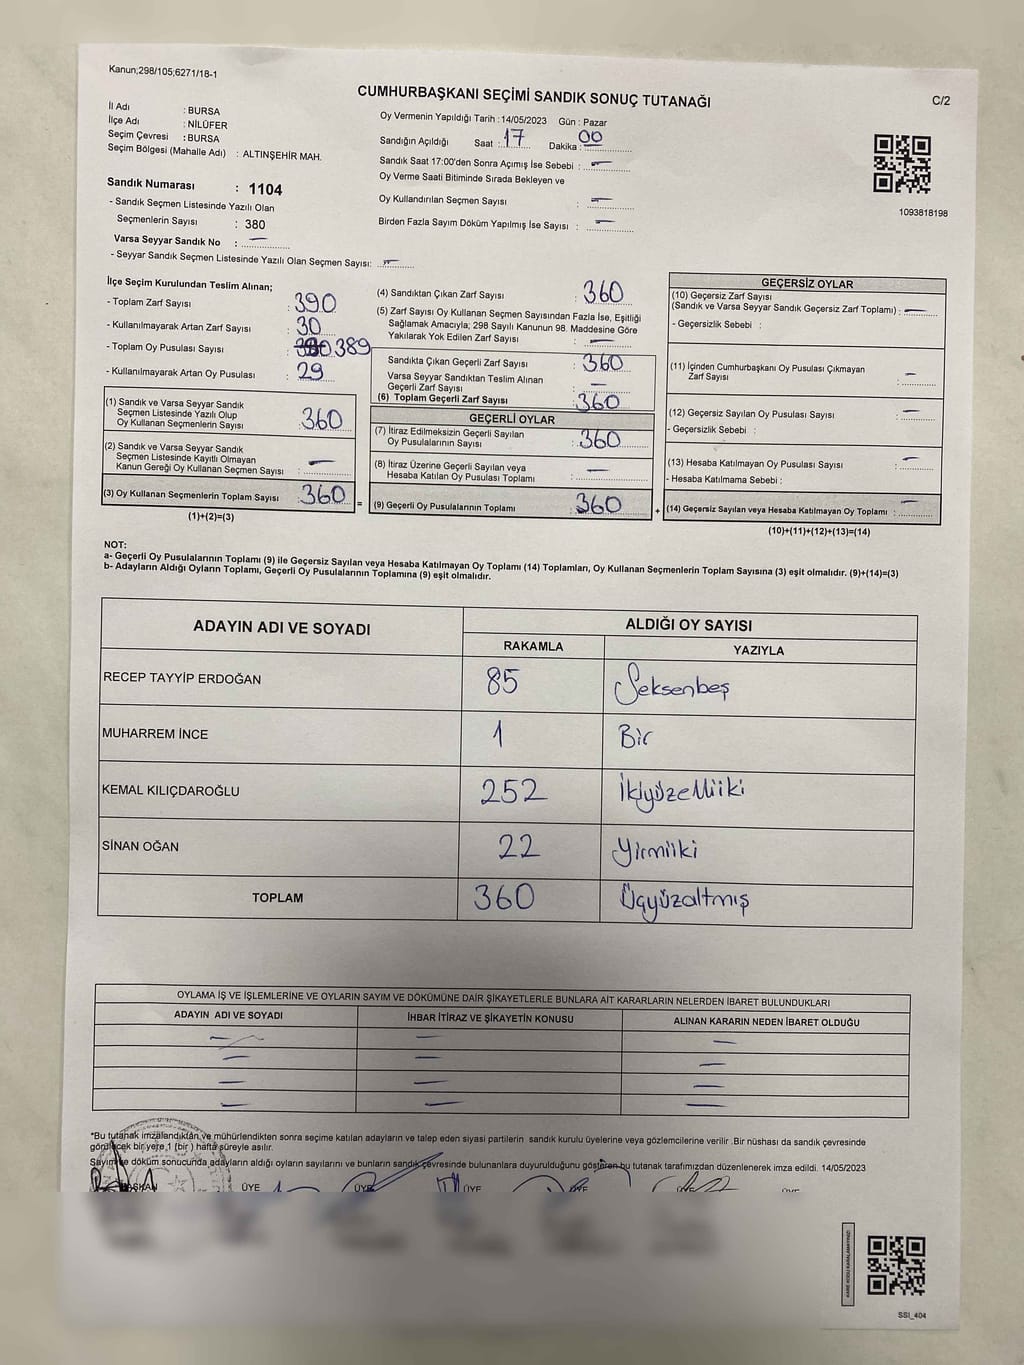 Kanun;298/105;6271/18-1
CUMHURBAŞKANI SEÇİMİ SANDIK SONUÇ TUTANAĞI
C/2
İl Adı : BURSA
İlçe Adı : NİLÜFER
Seçim Çevresi : BURSA
Seçim Bölgesi (Mahalle Adı) : ALTINŞEHİR MAH.
Sandık Numarası : 1104
- Sandık Seçmen Listesinde Yazılı Olan
Seçmenlerin Sayısı : 380
Varsa Seyyar Sandık No : —
- Seyyar Sandık Seçmen Listesinde Yazılı Olan Seçmen Sayısı: —
Oy Vermenin Yapıldığı Tarih :14/05/2023 Gün : Pazar
Sandığın Açıldığı Saat : 17 Dakika : 00
Sandık Saat 17:00'den Sonra Açımış İse Sebebi : —
Oy Verme Saati Bitiminde Sırada Bekleyen ve
Oy Kullandırılan Seçmen Sayısı : —
Birden Fazla Sayım Döküm Yapılmış İse Sayısı : —
1093818198
İlçe Seçim Kurulundan Teslim Alınan;
- Toplam Zarf Sayısı : 390
- Kullanılmayarak Artan Zarf Sayısı : 30
- Toplam Oy Pusulası Sayısı : 389
- Kullanılmayarak Artan Oy Pusulası : 29
(1) Sandık ve Varsa Seyyar Sandık
Seçmen Listesinde Yazılı Olup
Oy Kullanan Seçmenlerin Sayısı : 360
(2) Sandık ve Varsa Seyyar Sandık
Seçmen Listesinde Kayıtlı Olmayan
Kanun Gereği Oy Kullanan Seçmen Sayısı : —
(3) Oy Kullanan Seçmenlerin Toplam Sayısı : 360
(1)+(2)=(3)
=
(4) Sandıktan Çıkan Zarf Sayısı : 360
(5) Zarf Sayısı Oy Kullanan Seçmen Sayısından Fazla İse, Eşitliği
Sağlamak Amacıyla; 298 Sayılı Kanunun 98. Maddesine Göre
Yakılarak Yok Edilen Zarf Sayısı : —
Sandıkta Çıkan Geçerli Zarf Sayısı : 360
Varsa Seyyar Sandıktan Teslim Alınan
Geçerli Zarf Sayısı : —
(6) Toplam Geçerli Zarf Sayısı : 360
GEÇERLİ OYLAR
(7) İtiraz Edilmeksizin Geçerli Sayılan
Oy Pusulalarının Sayısı : 360
(8) İtiraz Üzerine Geçerli Sayılan veya
Hesaba Katılan Oy Pusulası Toplamı : —
(9) Geçerli Oy Pusulalarının Toplamı : 360
+
GEÇERSİZ OYLAR
(10) Geçersiz Zarf Sayısı
(Sandık ve Varsa Seyyar Sandık Geçersiz Zarf Toplamı) : —
- Geçersizlik Sebebi :
(11) İçinden Cumhurbaşkanı Oy Pusulası Çıkmayan
Zarf Sayısı : —
(12) Geçersiz Sayılan Oy Pusulası Sayısı : —
- Geçersizlik Sebebi :
(13) Hesaba Katılmayan Oy Pusulası Sayısı : —
- Hesaba Katılmama Sebebi :
(14) Geçersiz Sayılan veya Hesaba Katılmayan Oy Toplamı : —
(10)+(11)+(12)+(13)=(14)
NOT:
a- Geçerli Oy Pusulalarının Toplamı (9) ile Geçersiz Sayılan veya Hesaba Katılmayan Oy Toplamı (14) Toplamları, Oy Kullanan Seçmenlerin Toplam Sayısına (3) eşit olmalıdır. (9)+(14)=(3)
b- Adayların Aldığı Oyların Toplamı, Geçerli Oy Pusulalarının Toplamına (9) eşit olmalıdır.
ADAYIN ADI VE SOYADI ALDIĞI OY SAYISI
RAKAMLA YAZIYLA
RECEP TAYYİP ERDOĞAN 85 Seksenbeş
MUHARREM İNCE 1 Bir
KEMAL KILIÇDAROĞLU 252 İkiyüzelliiki
SİNAN OĞAN 22 Yirmiiki
TOPLAM 360 Üçyüzaltmış
OYLAMA İŞ VE İŞLEMLERİNE VE OYLARIN SAYIM VE DÖKÜMÜNE DAİR ŞİKAYETLERLE BUNLARA AİT KARARLARIN NELERDEN İBARET BULUNDUKLARI
ADAYIN ADI VE SOYADI İHBAR İTİRAZ VE ŞİKAYETİN KONUSU ALINAN KARARIN NEDEN İBARET OLDUĞU
— — —
— — —
— — —
— — —
*Bu tutanak imzalandıktan ve mühürlendikten sonra seçime katılan adayların ve talep eden siyasi partilerin sandık kurulu üyelerine veya gözlemcilerine verilir .Bir nüshası da sandık çevresinde
görülecek bir yere 1 (bir ) hafta süreyle asılır.
Sayım ve döküm sonucunda adayların aldığı oyların sayılarını ve bunların sandık çevresinde bulunanlara duyurulduğunu gösteren bu tutanak tarafımızdan düzenlenerek imza edildi. 14/05/2023
BAŞKAN ÜYE ÜYE ÜYE ÜYE ÜYE ÜYE
SSI_404